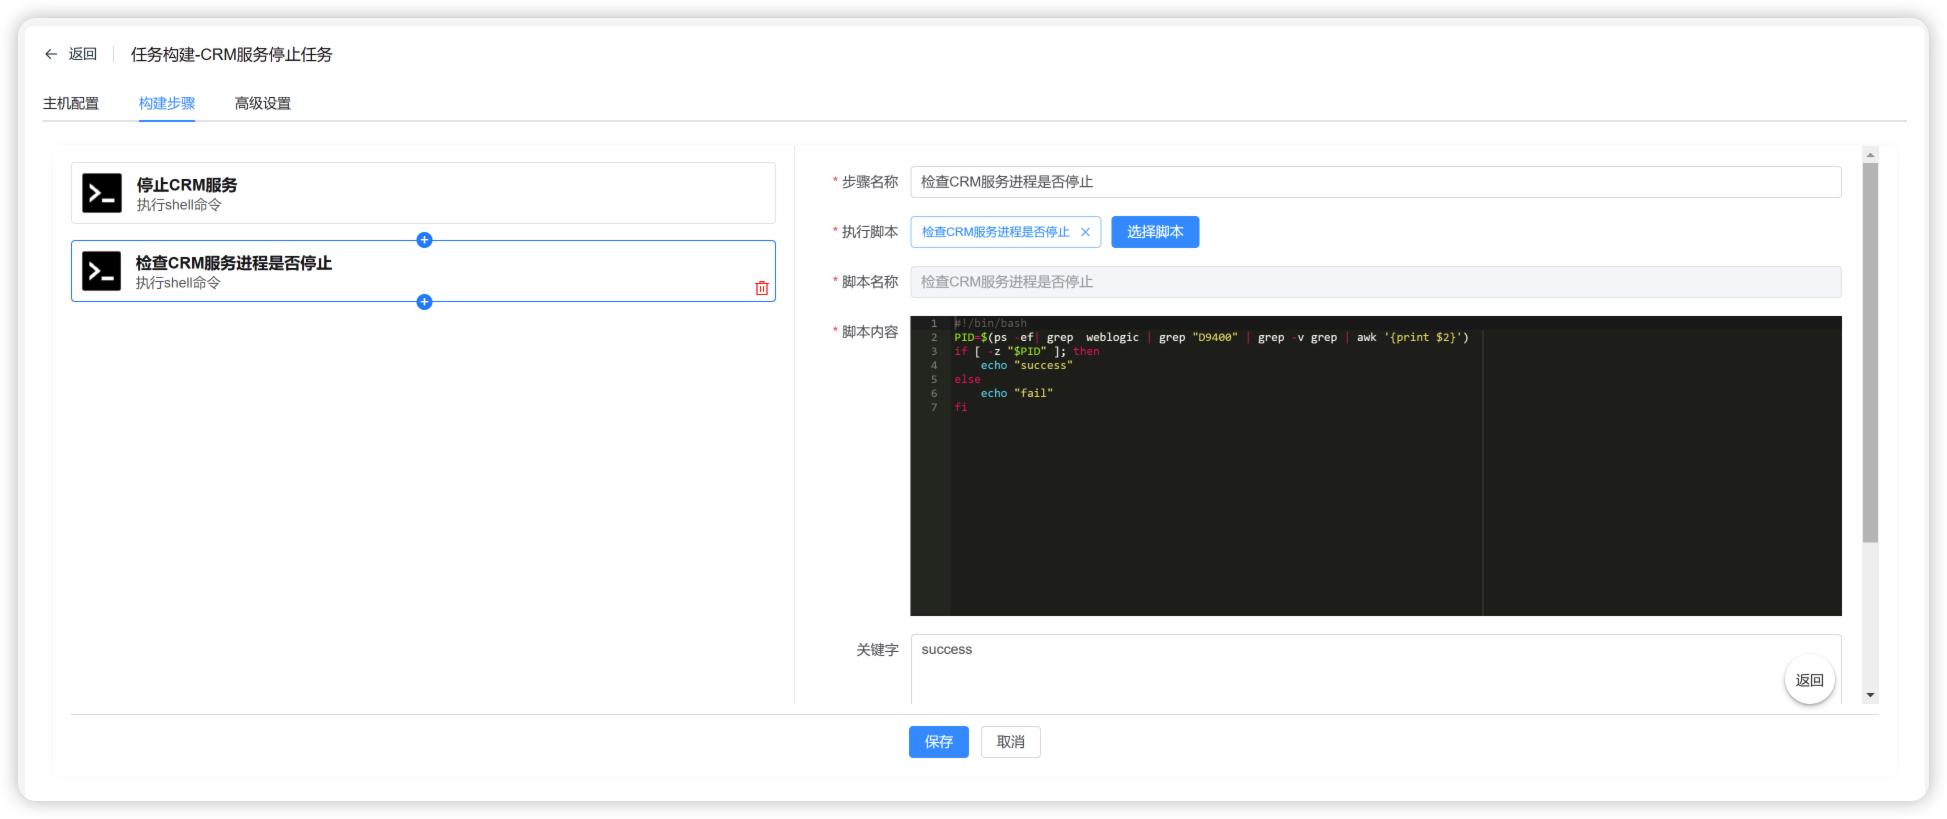 返回
任务构建-CRM服务停止任务
主机配置
构建步骤
高级设置
停止CRM服务
执行shell命令
检查CRM服务进程是否停止
执行shell命令
* 步骤名称
检查CRM服务进程是否停止
* 执行脚本
检查CRM服务进程是否停止
选择脚本
* 脚本名称
检查CRM服务进程是否停止
* 脚本内容
1 #!/bin/bash
2 PID=$(ps -ef| grep  weblogic | grep "D9400" | grep -v grep | awk '{print $2}')
3 if [ -z "$PID" ]; then
4     echo "success"
5 else
6     echo "fail"
7 fi
关键字
success
返回
保存
取消